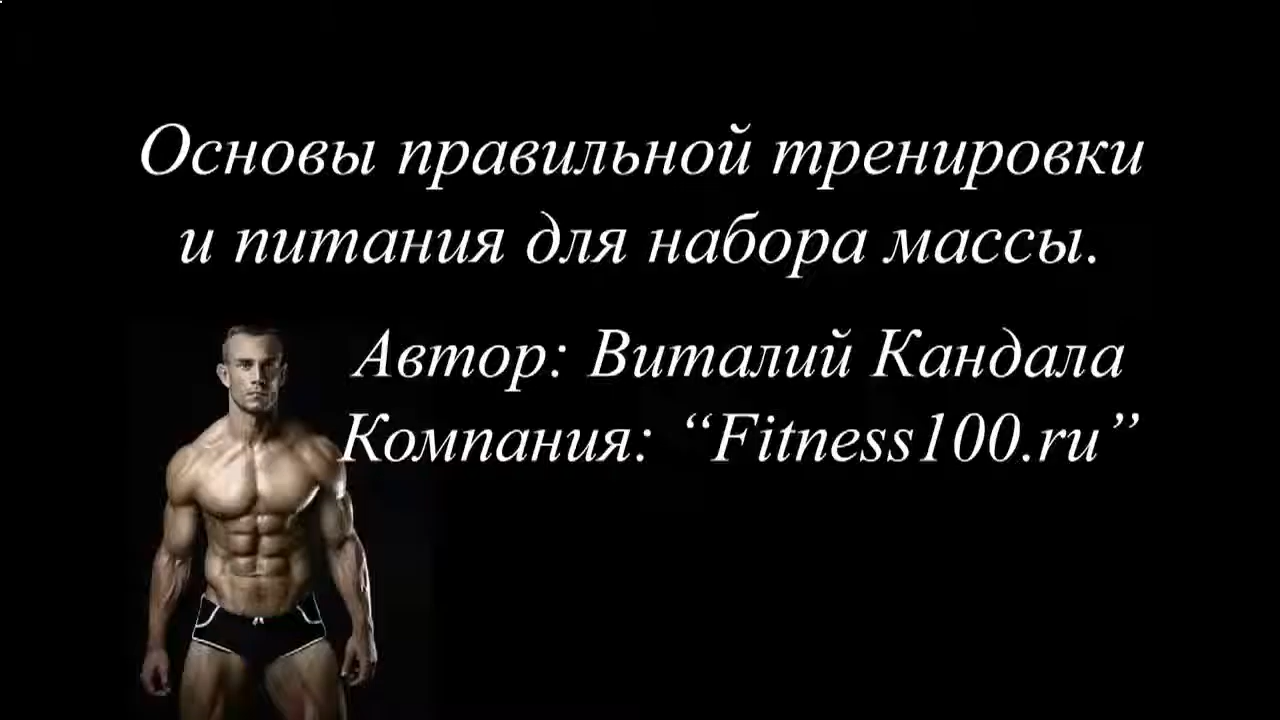 Основы правильной тренировки
и питания для набора массы.
Автор: Виталий Кандала
Компания: “Fitness100.ru”